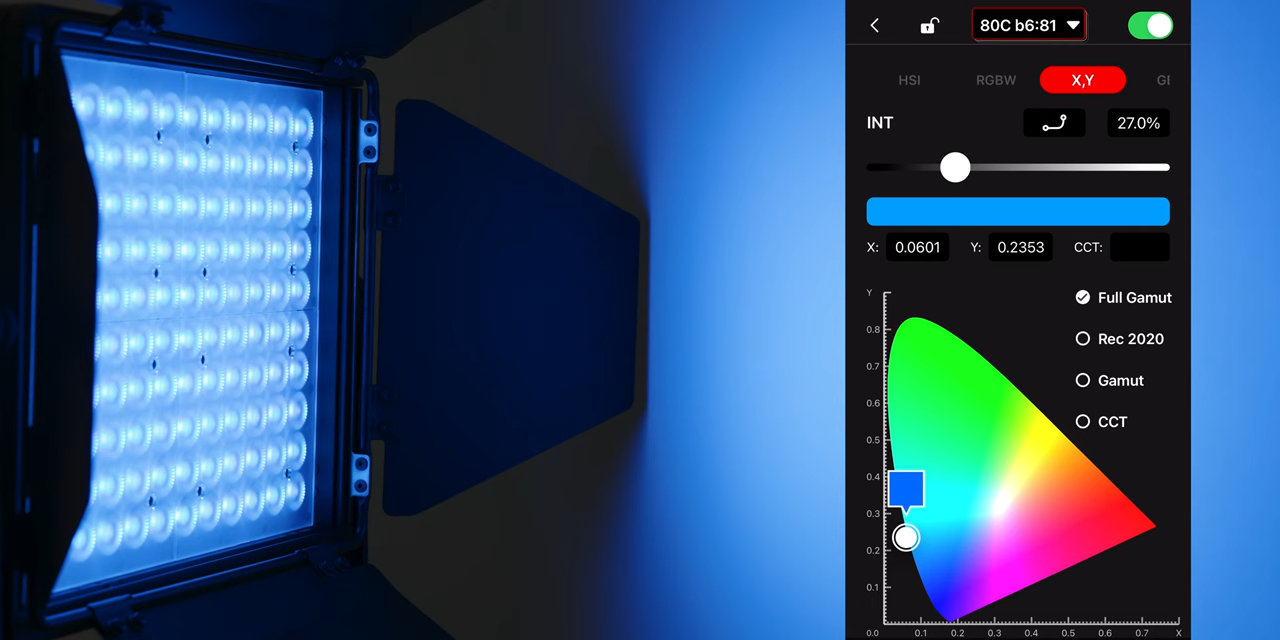 80C b6:81
HSI RGBW X,Y GI
INT 27.0%
X: 0.0601 Y: 0.2353 CCT:
Y
Full Gamut
0.8
Rec 2020
0.7
Gamut
0.6
CCT
0.5
0.4
0.3
0.2
0.1
0.0 0.1 0.2 0.3 0.4 0.5 0.6 0.7 X